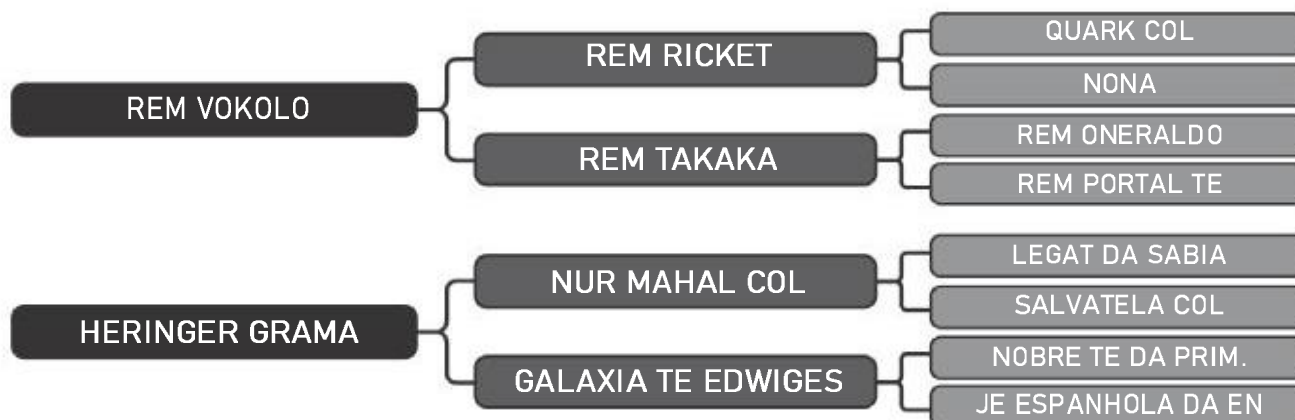 QUARK COL
REM RICKET
NONA
REM VOKOLO
REM ONERALDO
REM TAKAKA
REM PORTAL TE
LEGAT DA SABIA
NUR MAHAL COL
SALVATELA COL
HERINGER GRAMA
NOBRE TE DA PRIM.
GALAXIA TE EDWIGES
JE ESPANHOLA DA EN